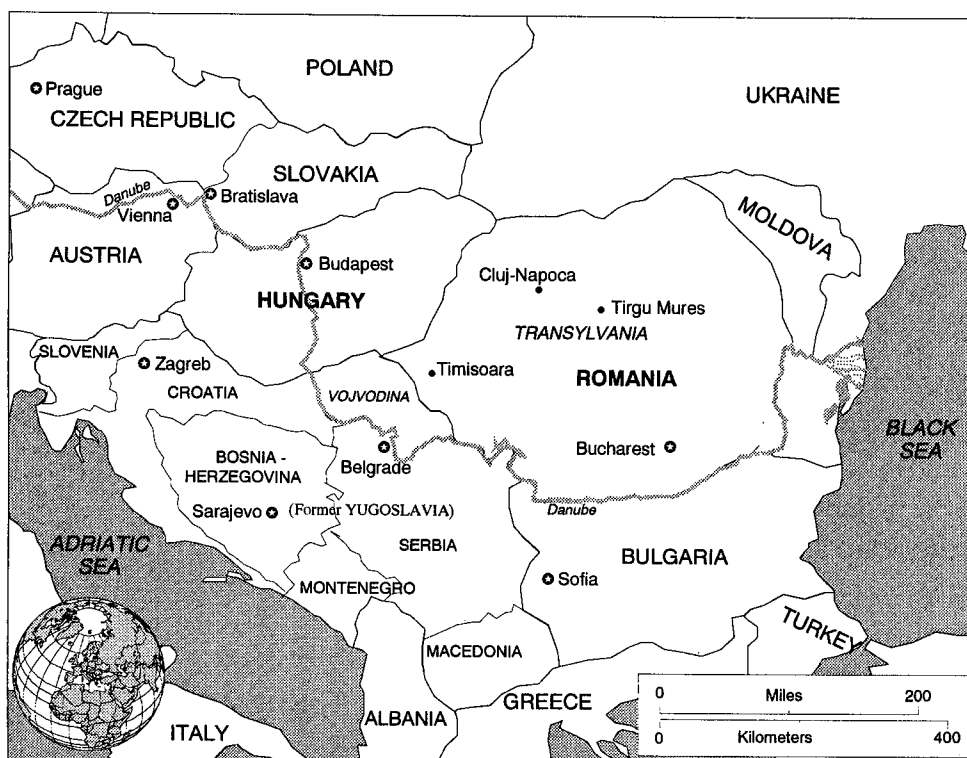 POLAND
Prague
UKRAINE
CZECH REPUBLIC
SLOVAKIA
Danube
Bratislava
Vienna
MOLDOVA
AUSTRIA
Budapest
Cluj-Napoca
HUNGARY
Tirgu Mures
TRANSYLVANIA
SLOVENIA
Zagreb
Timisoara
ROMANIA
CROATIA
VOJVODINA
BLACK
SEA
Bucharest
BOSNIA -
HERZEGOVINA
Belgrade
Sarajevo
(Former YUGOSLAVIA)
Danube
ADRIATIC
SEA
SERBIA
BULGARIA
MONTENEGRO
Sofia
TURKEY
MACEDONIA
GREECE
ALBANIA
ITALY
0 Miles 200
0 Kilometers 400